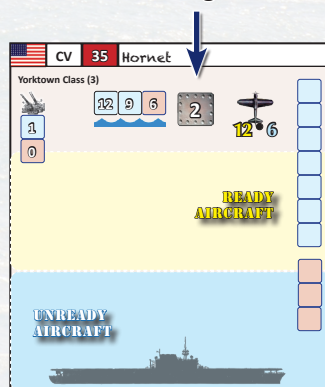 CV 35 Hornet
Yorktown Class (3)
12 9 6 2
1
12 6
0
READY
AIRCRAFT
UNREADY
AIRCRAFT